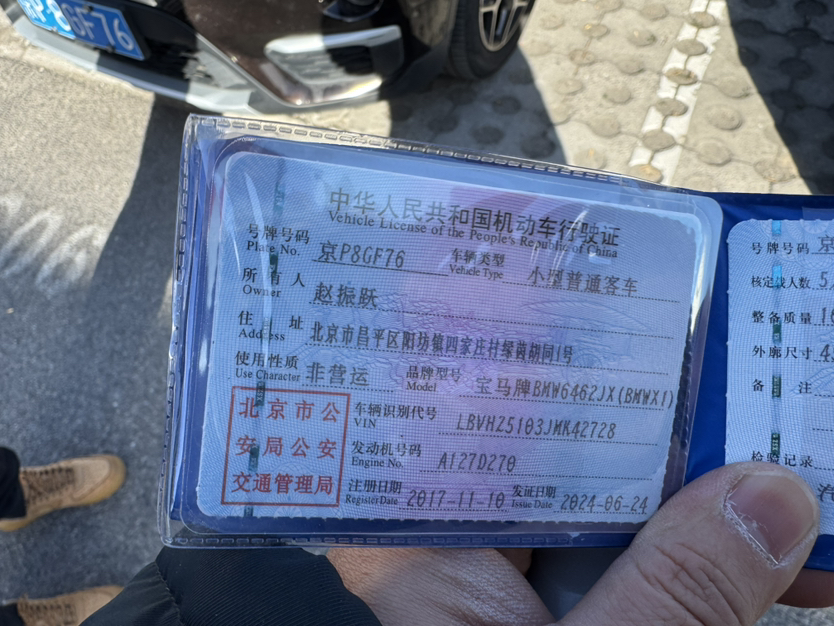 P·8GF76
中华人民共和国机动车行驶证
Vehicle License of the People's Republic of China
号牌号码 京P8GF76 车辆类型 小型普通客车
Plate No. Vehicle Type
所有人 赵振跃
Owner
住址 北京市昌平区阳坊镇四家庄村绿茵胡同1号
Address
使用性质 非营运 品牌型号 宝马牌BMW6462JX(BMWX1)
Use Character Model
北京市公
安局公安
交通管理局
车辆识别代号 LBVHZ5103JMK42728
VIN
发动机号码 A127D270
Engine No.
注册日期 2017-11-10 发证日期 2024-06-24
Register Date Issue Date
号牌号码 京
核定载人数 5
整备质量
外廓尺寸
备注
检验记录